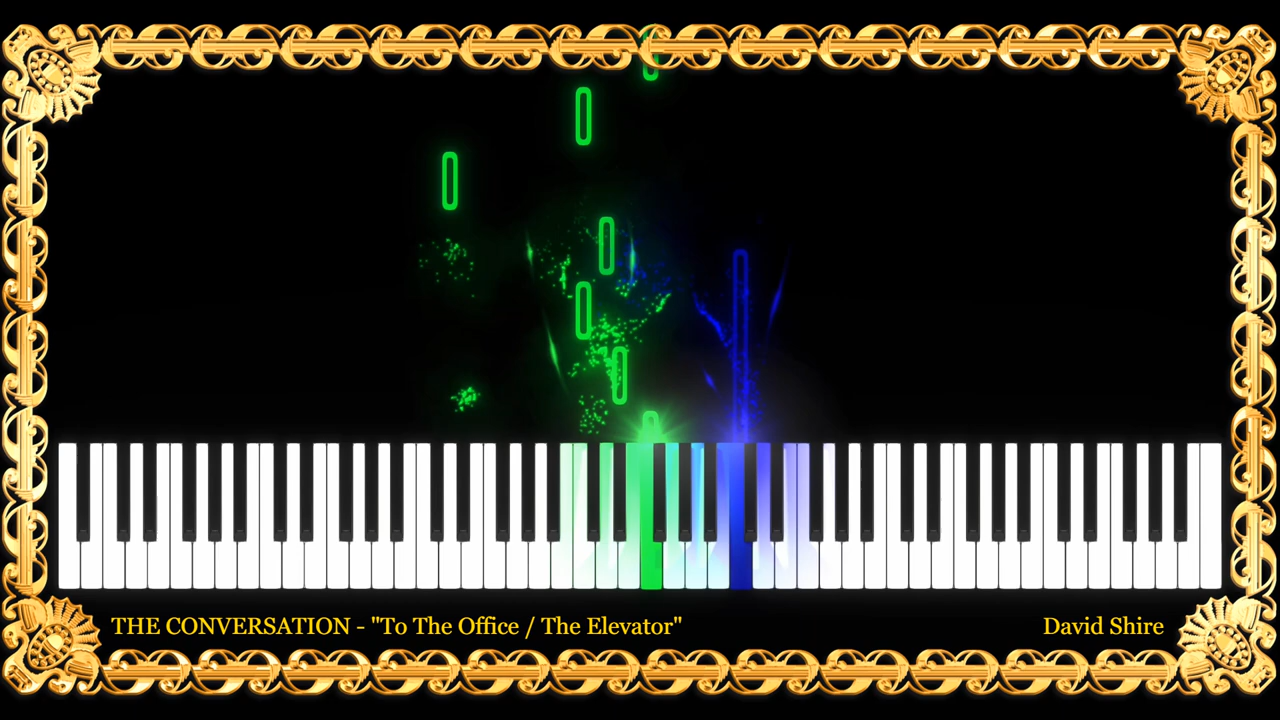 THE CONVERSATION - "To The Office / The Elevator"
David Shire